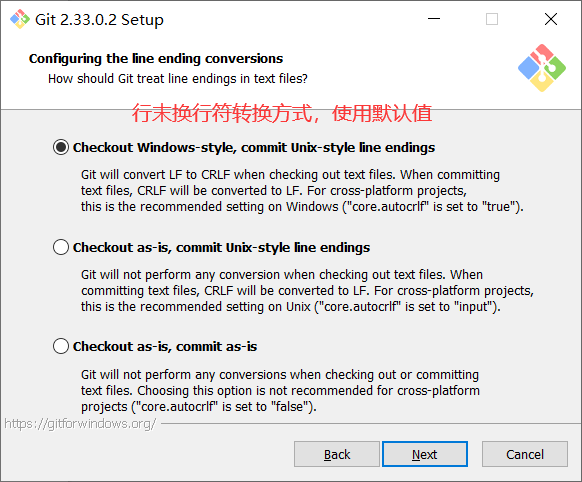 Git 2.33.0.2 Setup
Configuring the line ending conversions
How should Git treat line endings in text files?
行末换行符转换方式，使用默认值
Checkout Windows-style, commit Unix-style line endings
Git will convert LF to CRLF when checking out text files. When committing
text files, CRLF will be converted to LF. For cross-platform projects,
this is the recommended setting on Windows ("core.autocrlf" is set to "true").
Checkout as-is, commit Unix-style line endings
Git will not perform any conversion when checking out text files. When
committing text files, CRLF will be converted to LF. For cross-platform projects,
this is the recommended setting on Unix ("core.autocrlf" is set to "input").
Checkout as-is, commit as-is
Git will not perform any conversions when checking out or committing
text files. Choosing this option is not recommended for cross-platform
projects ("core.autocrlf" is set to "false").
https://gitforwindows.org/
Back
Next
Cancel